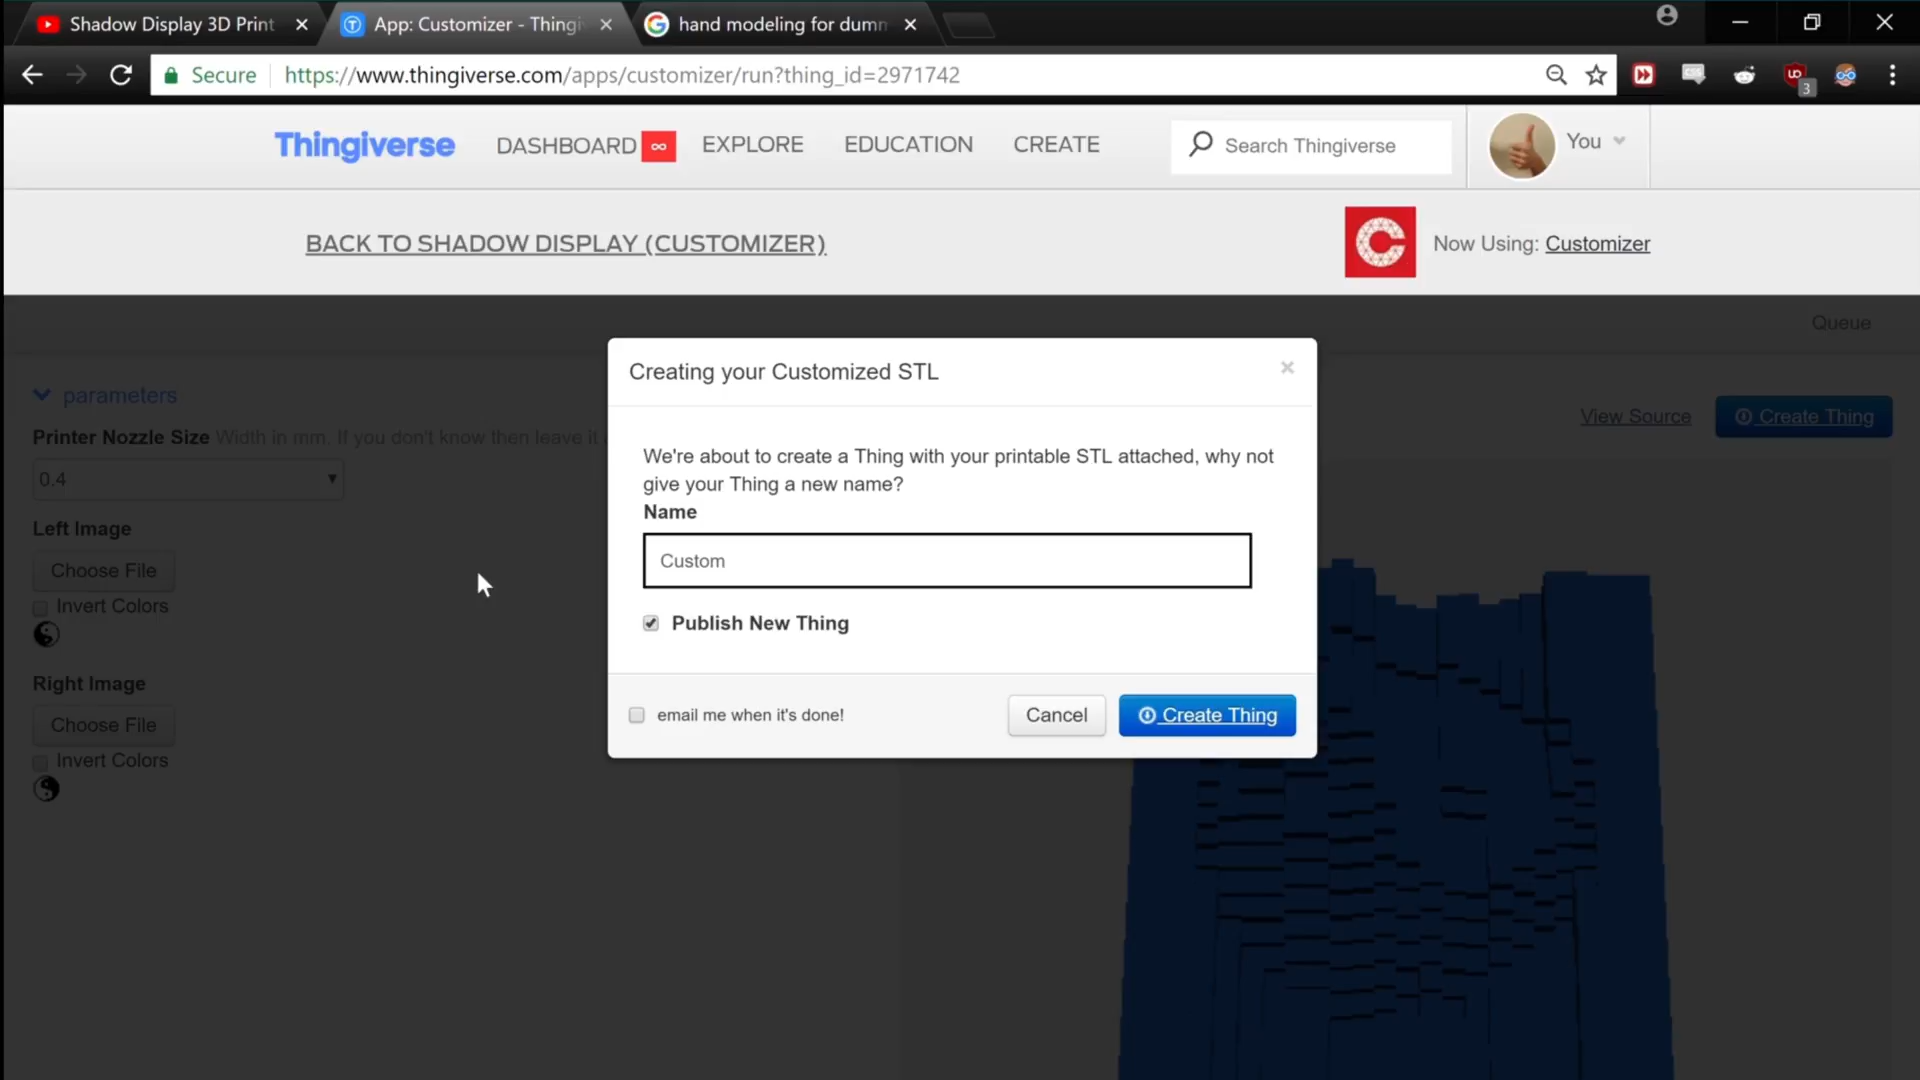 Shadow Display 3D Print
App: Customizer - Thingi
hand modeling for dumm
Secure
https://www.thingiverse.com/apps/customizer/run?thing_id=2971742
3
Thingiverse
DASHBOARD
EXPLORE
EDUCATION
CREATE
Search Thingiverse
You
BACK TO SHADOW DISPLAY (CUSTOMIZER)
Now Using: Customizer
Queue
parameters
Printer Nozzle Size Width in mm. If you don't know then leave it
0.4
Left Image
Choose File
Invert Colors
Right Image
Choose File
Invert Colors
View Source
Create Thing
Creating your Customized STL
We're about to create a Thing with your printable STL attached, why not
give your Thing a new name?
Name
Custom
Publish New Thing
email me when it's done!
Cancel
Create Thing